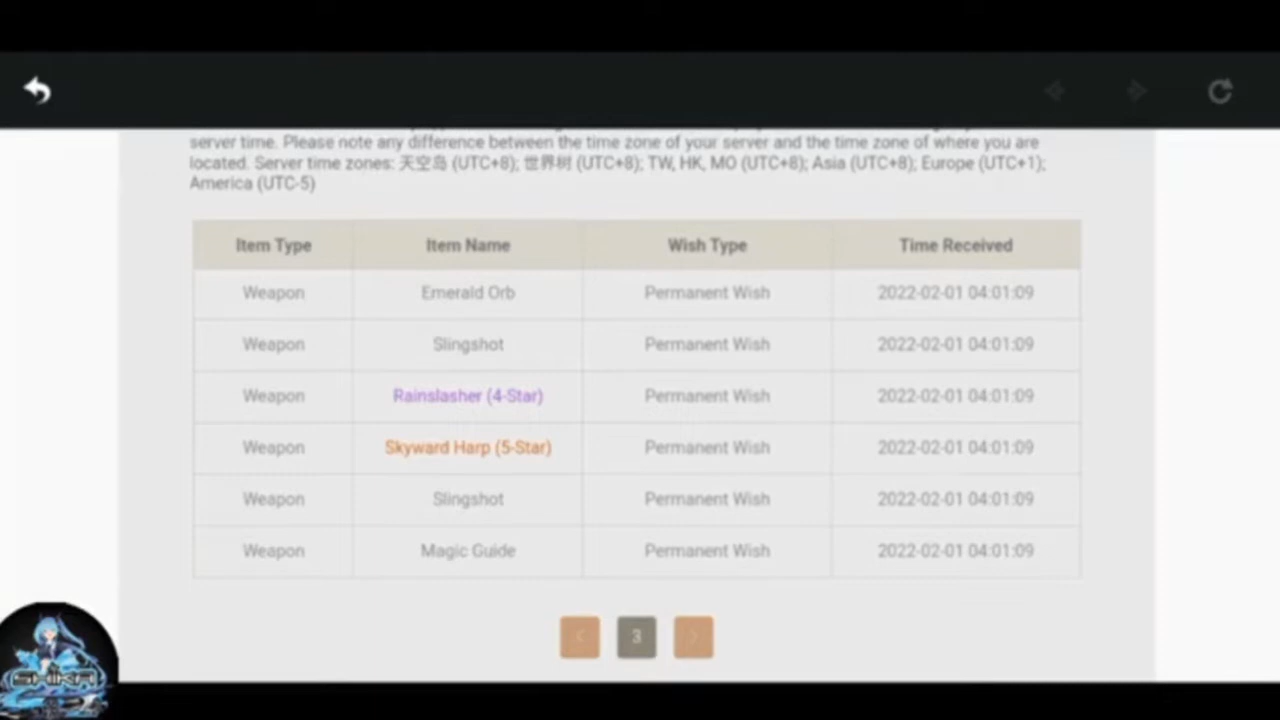 server time. Please note any difference between the time zone of your server and the time zone of where you are
located. Server time zones: 天空岛 (UTC+8); 世界树 (UTC+8); TW, HK, MO (UTC+8); Asia (UTC+8); Europe (UTC+1);
America (UTC-5)
Item Type Item Name Wish Type Time Received
Weapon Emerald Orb Permanent Wish 2022-02-01 04:01:09
Weapon Slingshot Permanent Wish 2022-02-01 04:01:09
Weapon Rainslasher (4-Star) Permanent Wish 2022-02-01 04:01:09
Weapon Skyward Harp (5-Star) Permanent Wish 2022-02-01 04:01:09
Weapon Slingshot Permanent Wish 2022-02-01 04:01:09
Weapon Magic Guide Permanent Wish 2022-02-01 04:01:09
3